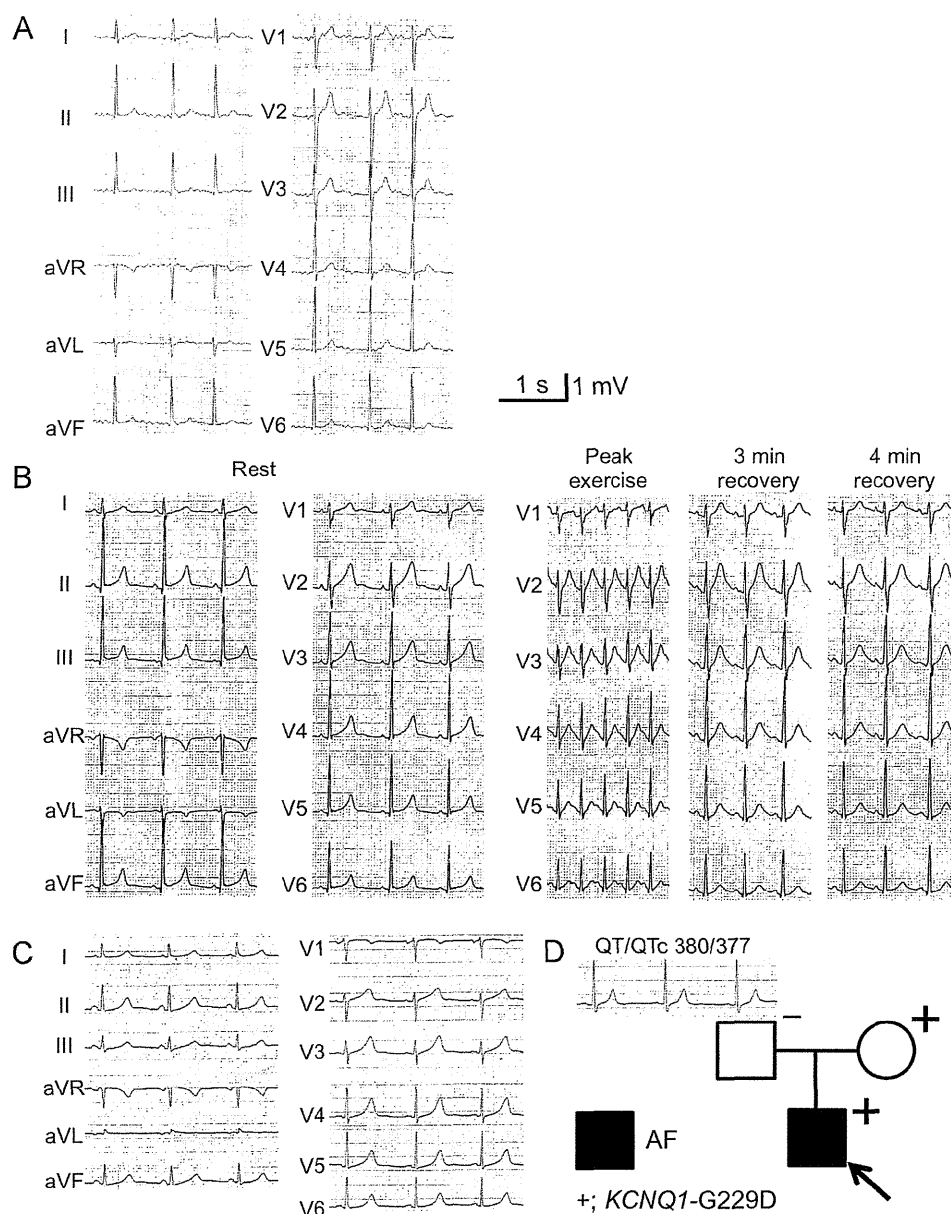 A
I
V1
II
V2
III
V3
aVR
V4
aVL
V5
aVF
V6
1 s
1 mV
B
Rest
Peak
exercise
3 min
recovery
4 min
recovery
I
V1
V1
II
V2
V2
III
V3
V3
aVR
V4
V4
aVL
V5
V5
aVF
V6
V6
C
I
V1
II
V2
III
V3
aVR
V4
aVL
V5
aVF
V6
D
QT/QTc 380/377
−
+
+
AF
+; KCNQ1-G229D